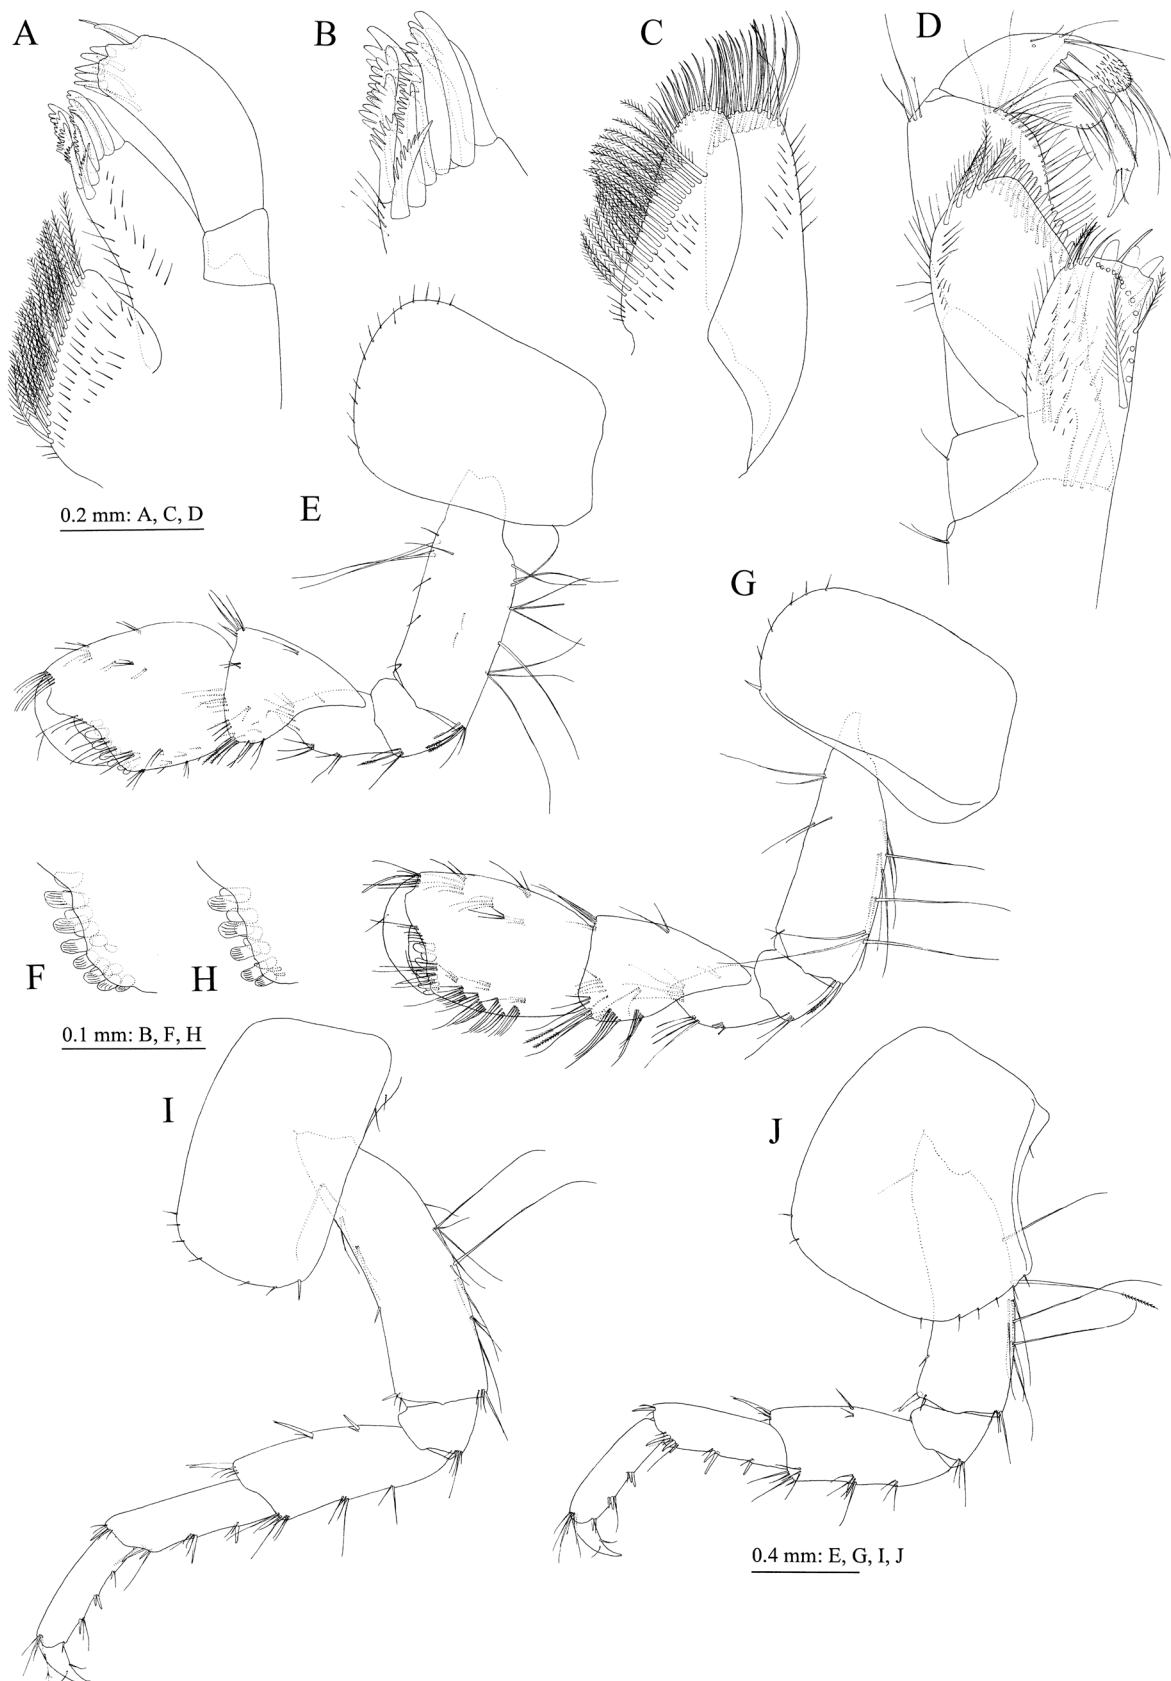 A
B
C
D
0.2 mm: A, C, D
E
G
F
H
0.1 mm: B, F, H
I
J
0.4 mm: E, G, I, J